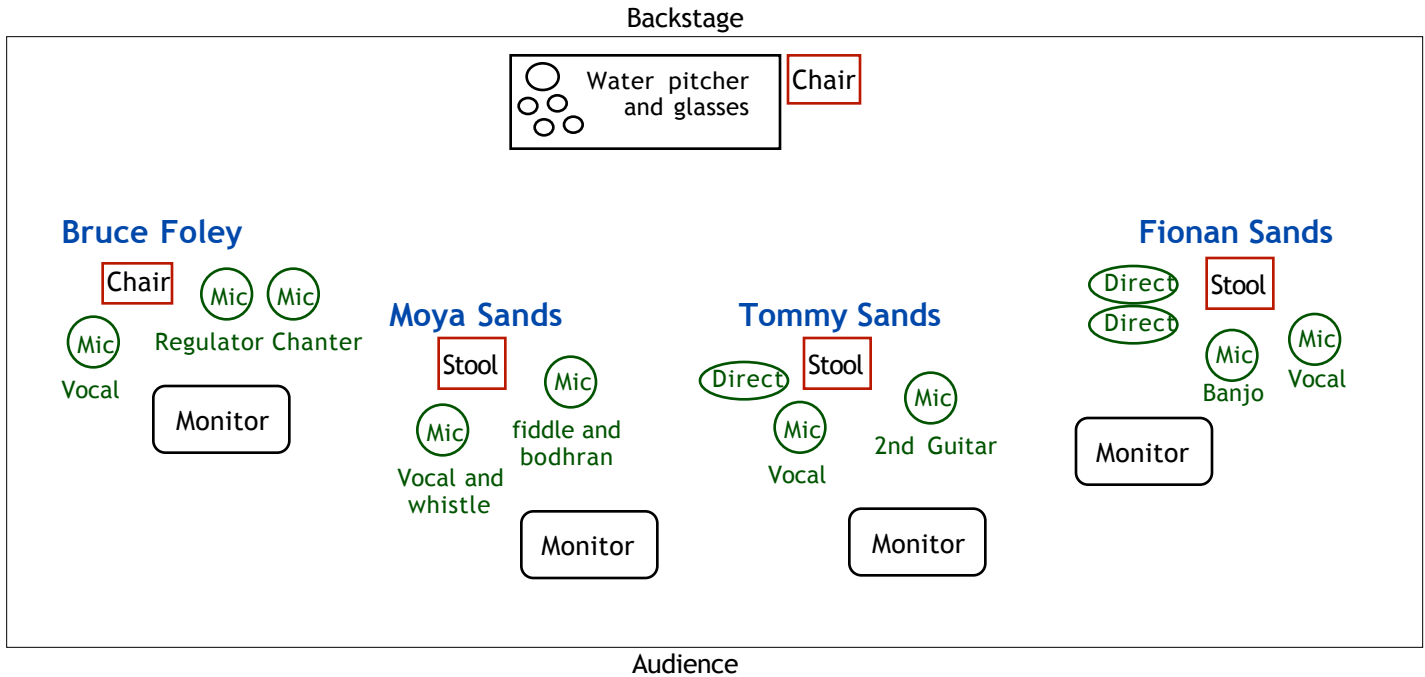 Backstage
Water pitcher
and glasses
Chair
Bruce Foley
Chair
Mic
Mic
Regulator Chanter
Mic
Vocal
Monitor
Moya Sands
Stool
Mic
fiddle and
bodhran
Mic
Vocal and
whistle
Monitor
Tommy Sands
Direct
Stool
Mic
Vocal
Mic
2nd Guitar
Monitor
Fionan Sands
Direct
Direct
Stool
Mic
Banjo
Mic
Vocal
Monitor
Audience